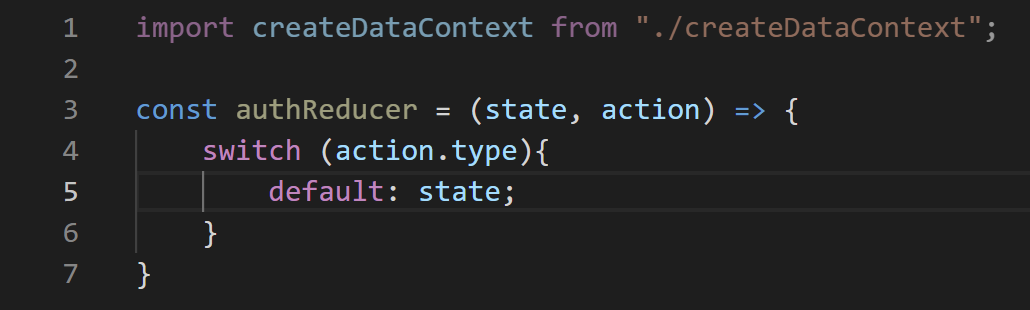 1 import createDataContext from "./createDataContext";
2
3 const authReducer = (state, action) => {
4     switch (action.type){
5         default: state;
6     }
7 }